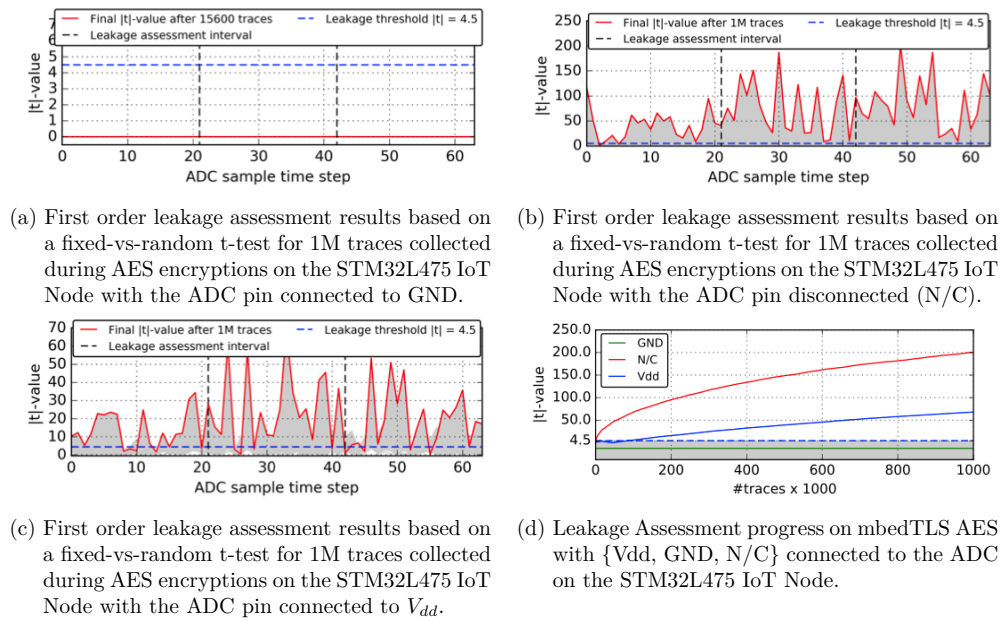 Final |t|-value after 15600 traces
Leakage threshold |t| = 4.5
Leakage assessment interval
|t|-value
7
6
5
4
3
2
1
0
0 10 20 30 40 50 60
ADC sample time step
(a) First order leakage assessment results based on
a fixed-vs-random t-test for 1M traces collected
during AES encryptions on the STM32L475 IoT
Node with the ADC pin connected to GND.
Final |t|-value after 1M traces
Leakage threshold |t| = 4.5
Leakage assessment interval
|t|-value
250
200
150
100
50
0
0 10 20 30 40 50 60
ADC sample time step
(b) First order leakage assessment results based on
a fixed-vs-random t-test for 1M traces collected
during AES encryptions on the STM32L475 IoT
Node with the ADC pin disconnected (N/C).
Final |t|-value after 1M traces
Leakage threshold |t| = 4.5
Leakage assessment interval
|t|-value
70
60
50
40
30
20
10
0
0 10 20 30 40 50 60
ADC sample time step
(c) First order leakage assessment results based on
a fixed-vs-random t-test for 1M traces collected
during AES encryptions on the STM32L475 IoT
Node with the ADC pin connected to Vdd.
GND
N/C
Vdd
|t|-value
250.0
200.0
150.0
100.0
50.0
4.5
0 200 400 600 800 1000
#traces x 1000
(d) Leakage Assessment progress on mbedTLS AES
with {Vdd, GND, N/C} connected to the ADC
on the STM32L475 IoT Node.